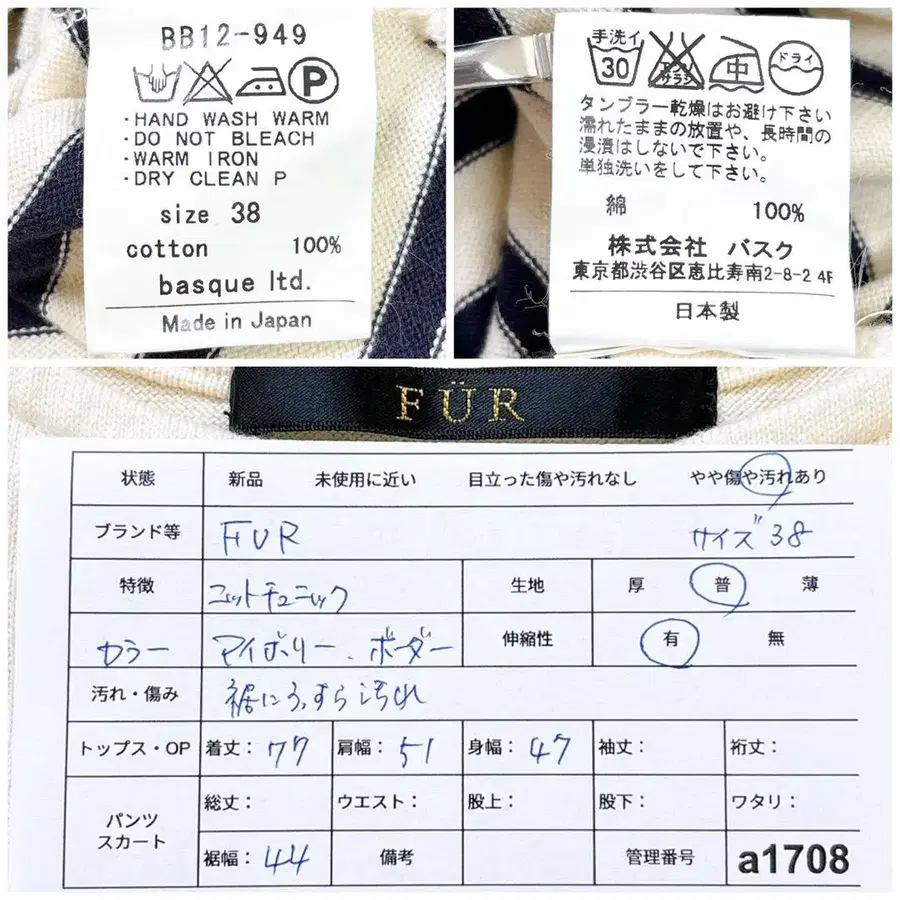 BB12-949
P
・HAND WASH WARM
・DO NOT BLEACH
・WARM IRON
・DRY CLEAN P
size 38
cotton 100%
basque ltd.
Made in Japan
手洗イ
30
エンソ
サラシ
中
ドライ
タンブラー乾燥はお避け下さい
濡れたままの放置や、長時間の
浸漬はしないで下さい。
単独洗いをして下さい。
綿 100%
株式会社 バスク
東京都渋谷区恵比寿南2-8-2 4F
日本製
FÜR
状態 新品 未使用に近い 目立った傷や汚れなし やや傷や汚れあり
ブランド等 FUR サイズ 38
特徴 ニットチュニック 生地 厚 普 薄
カラー アイボリー、ボーダー 伸縮性 有 無
汚れ・傷み 裾にうっすら汚れ
トップス・OP 着丈: 77 肩幅: 51 身幅: 47 袖丈: 裄丈:
パンツ
スカート
総丈: ウエスト: 股上: 股下: ワタリ:
裾幅: 44 備考 管理番号 a1708